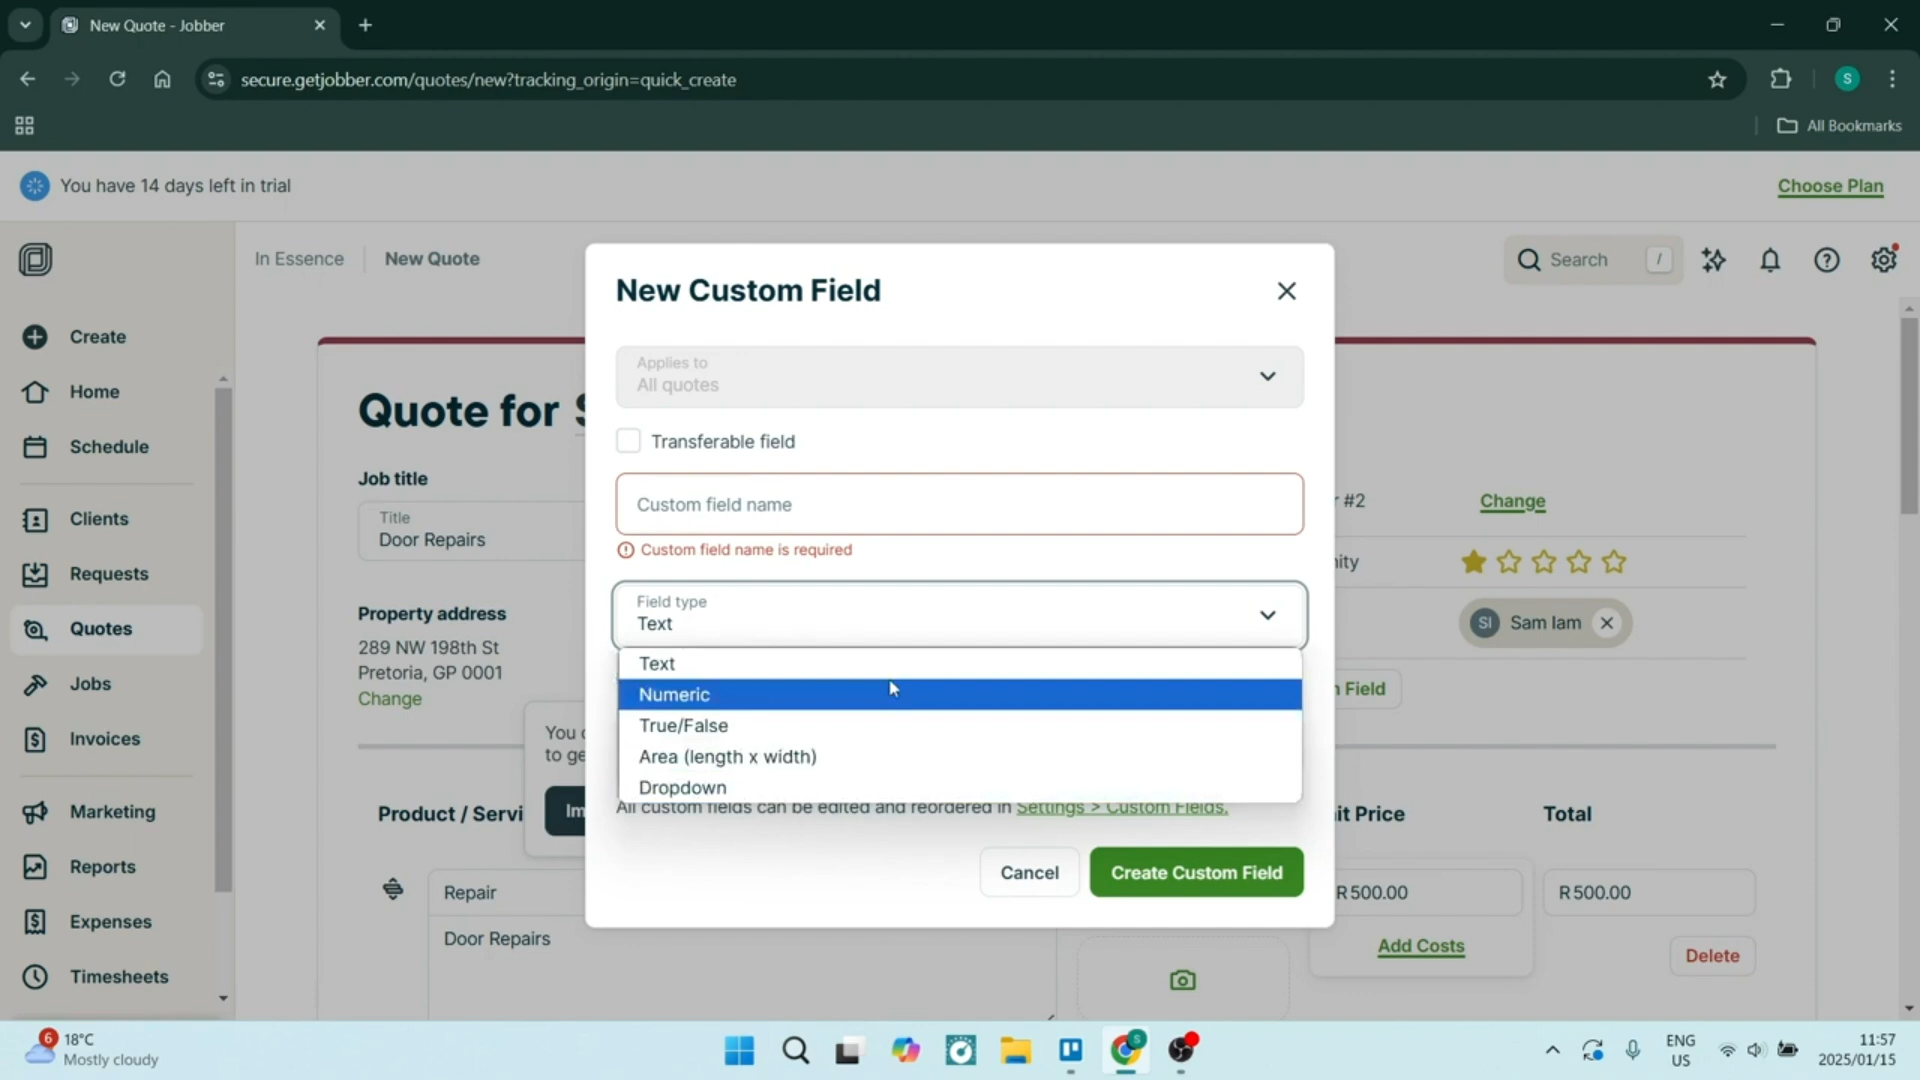 New Quote - Jobber
secure.getjobber.com/quotes/new?tracking_origin=quick_create
S
All Bookmarks
You have 14 days left in trial
Choose Plan
In Essence
New Quote
Search
/
Create
Home
Schedule
Clients
Requests
Quotes
Jobs
Invoices
Marketing
Reports
Expenses
Timesheets
Quote for
Job title
Title
Door Repairs
Property address
289 NW 198th St
Pretoria, GP 0001
Change
New Custom Field
Applies to
All quotes
Transferable field
Custom field name
Custom field name is required
Field type
Text
Text
Numeric
True/False
Area (length x width)
Dropdown
All custom fields can be edited and reordered in Settings > Custom Fields.
Cancel
Create Custom Field
#2
Change
SI
Sam Iam
Field
Product / Servi
it Price
Total
Repair
R 500.00
R 500.00
Door Repairs
Add Costs
Delete
6
18°C
Mostly cloudy
S
ENG
US
11:57
2025/01/15